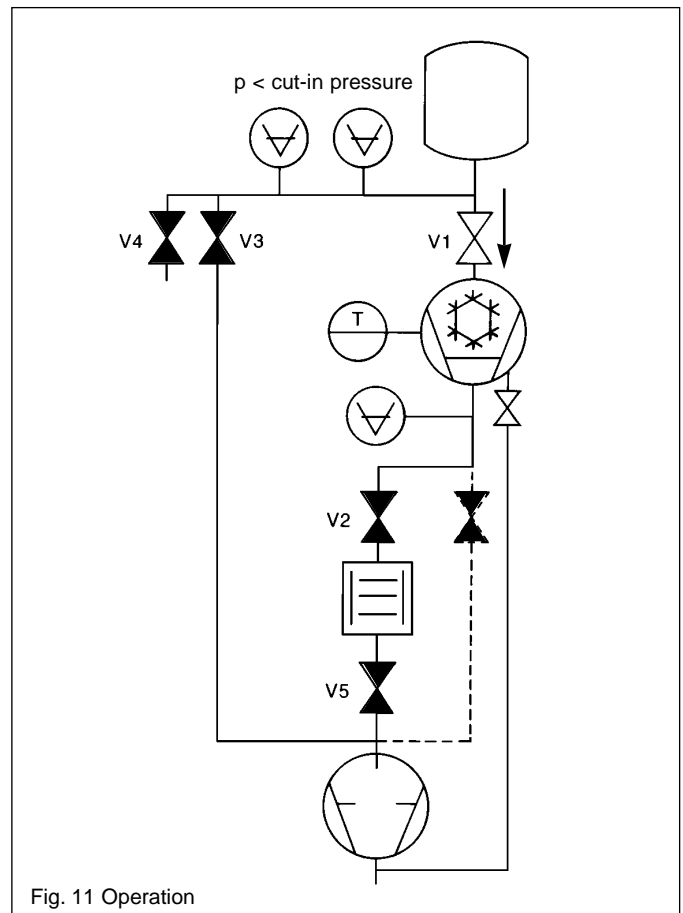 p < cut-in pressure
V4
V3
V1
T
V2
V5
Fig. 11 Operation